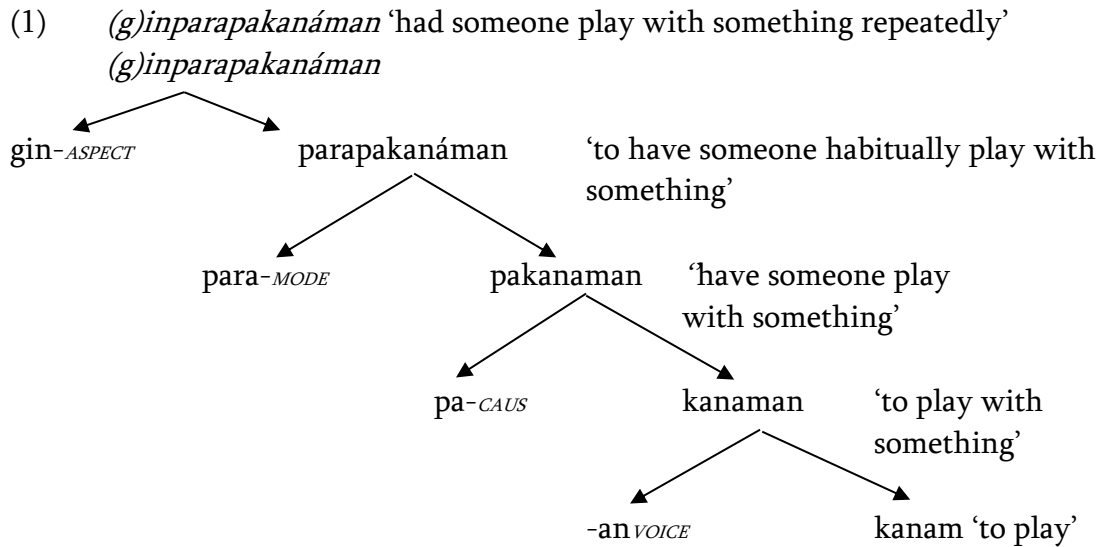 (1) (g)inparapakanáman ‘had someone play with something repeatedly’
(g)inparapakanáman
gin-ASPECT parapakanáman ‘to have someone habitually play with
something’
para-MODE pakanaman ‘'have someone play
with something’
pa-CAUS kanaman ‘to play with
something’
-anVOICE kanam ‘to play’